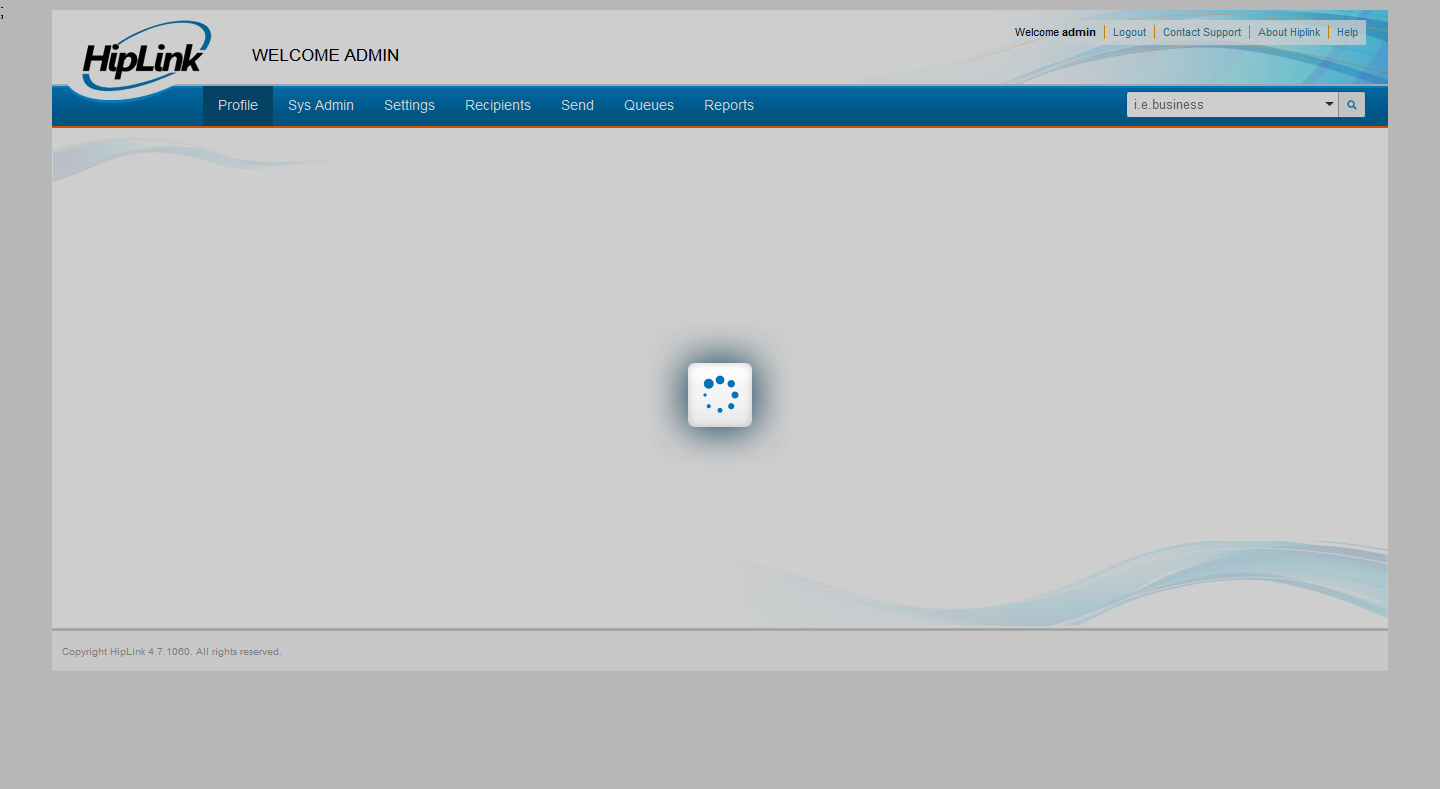 ;
HipLink
WELCOME ADMIN
Welcome admin Logout Contact Support About Hiplink Help
Profile Sys Admin Settings Recipients Send Queues Reports i.e.business
Copyright HipLink 4.7.1060. All rights reserved.